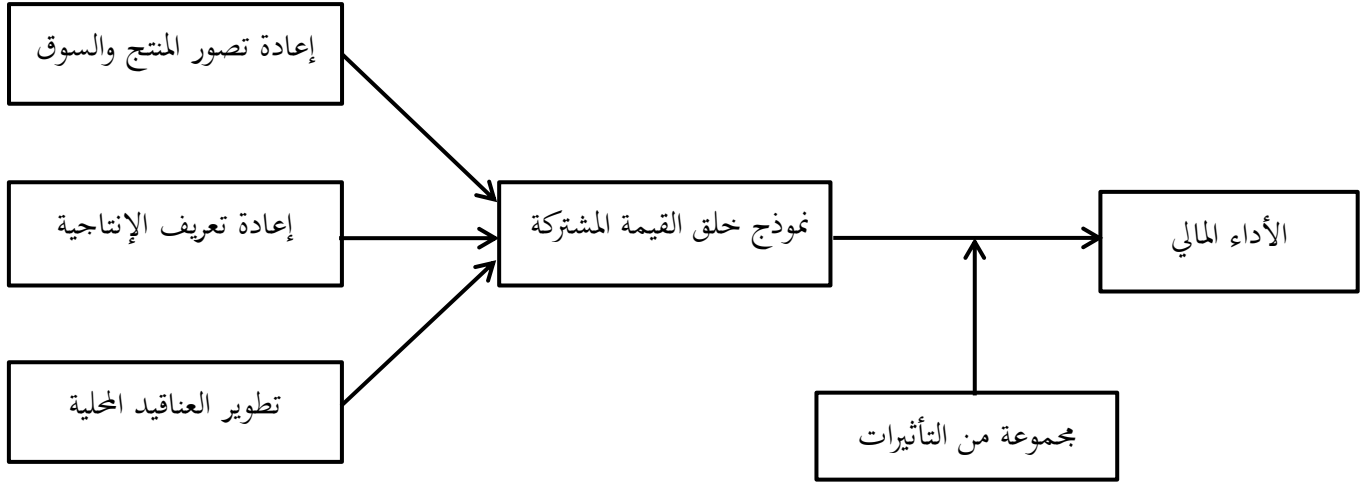 إعادة تصور المنتج والسوق
إعادة تعريف الإنتاجية
نموذج خلق القيمة المشتركة
الأداء المالي
تطوير العناقيد المحلية
مجموعة من التأثيرات